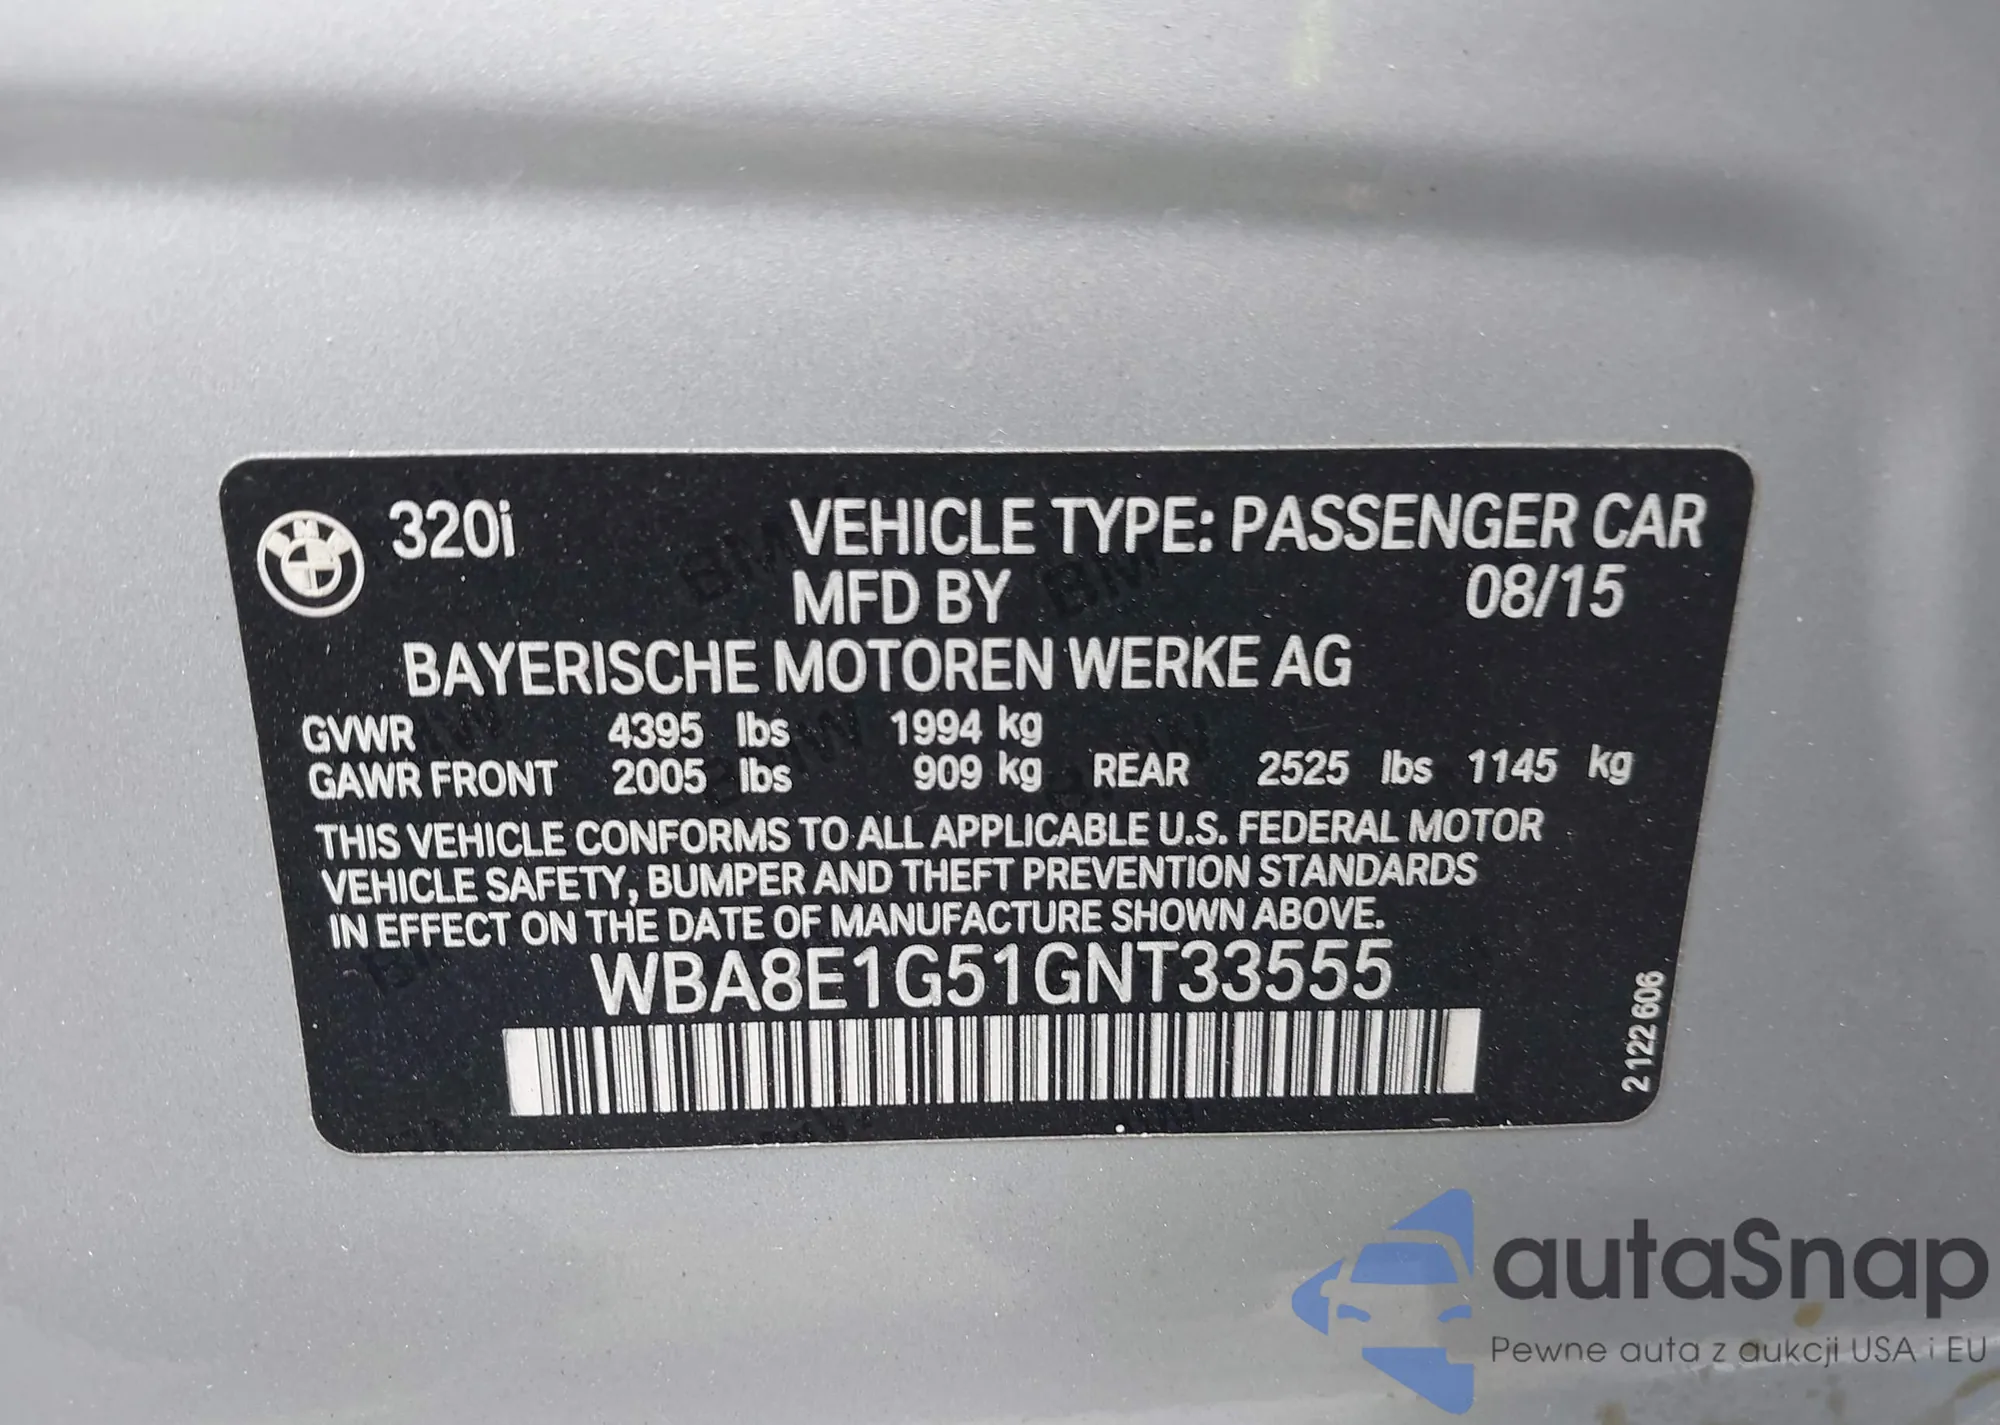 320i VEHICLE TYPE: PASSENGER CAR
MFD BY 08/15
BAYERISCHE MOTOREN WERKE AG
GVWR 4395 lbs 1994 kg
GAWR FRONT 2005 lbs 909 kg REAR 2525 lbs 1145 kg
THIS VEHICLE CONFORMS TO ALL APPLICABLE U.S. FEDERAL MOTOR
VEHICLE SAFETY, BUMPER AND THEFT PREVENTION STANDARDS
IN EFFECT ON THE DATE OF MANUFACTURE SHOWN ABOVE.
WBA8E1G51GNT33555
2122 606
autaSnap
Pewne auta z aukcji USA i EU